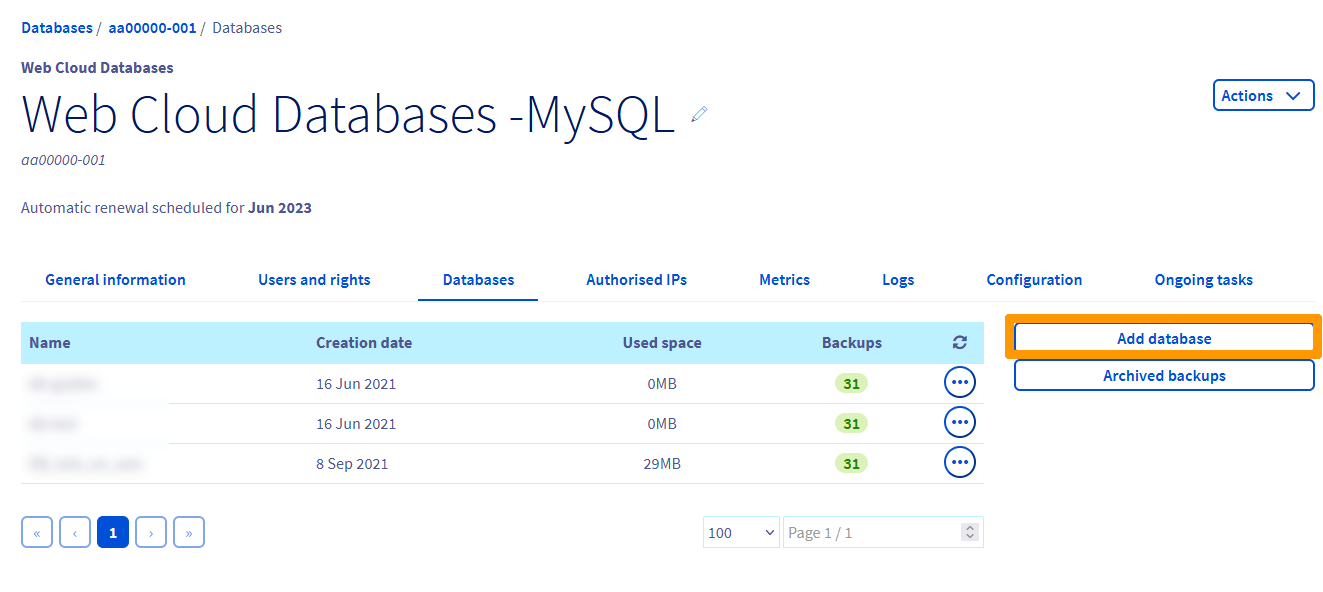 Databases / aa00000-001 / Databases
Web Cloud Databases
Web Cloud Databases -MySQL
Actions
aa00000-001
Automatic renewal scheduled for Jun 2023
General information Users and rights Databases Authorised IPs Metrics Logs Configuration Ongoing tasks
Name Creation date Used space Backups
Add database
Archived backups
16 Jun 2021 0MB 31
16 Jun 2021 0MB 31
8 Sep 2021 29MB 31
« ‹ 1 › » 100 Page 1 / 1